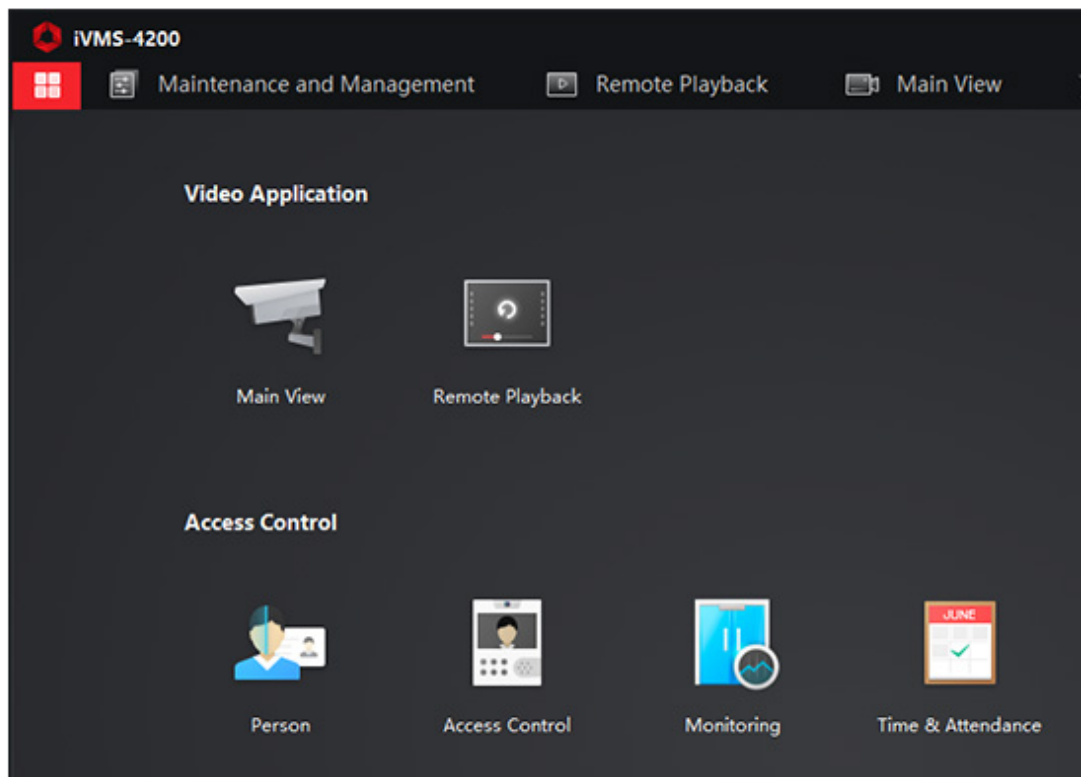 iVMS-4200
Maintenance and Management Remote Playback Main View
Video Application
Main View Remote Playback
Access Control
JUNE
Person Access Control Monitoring Time & Attendance